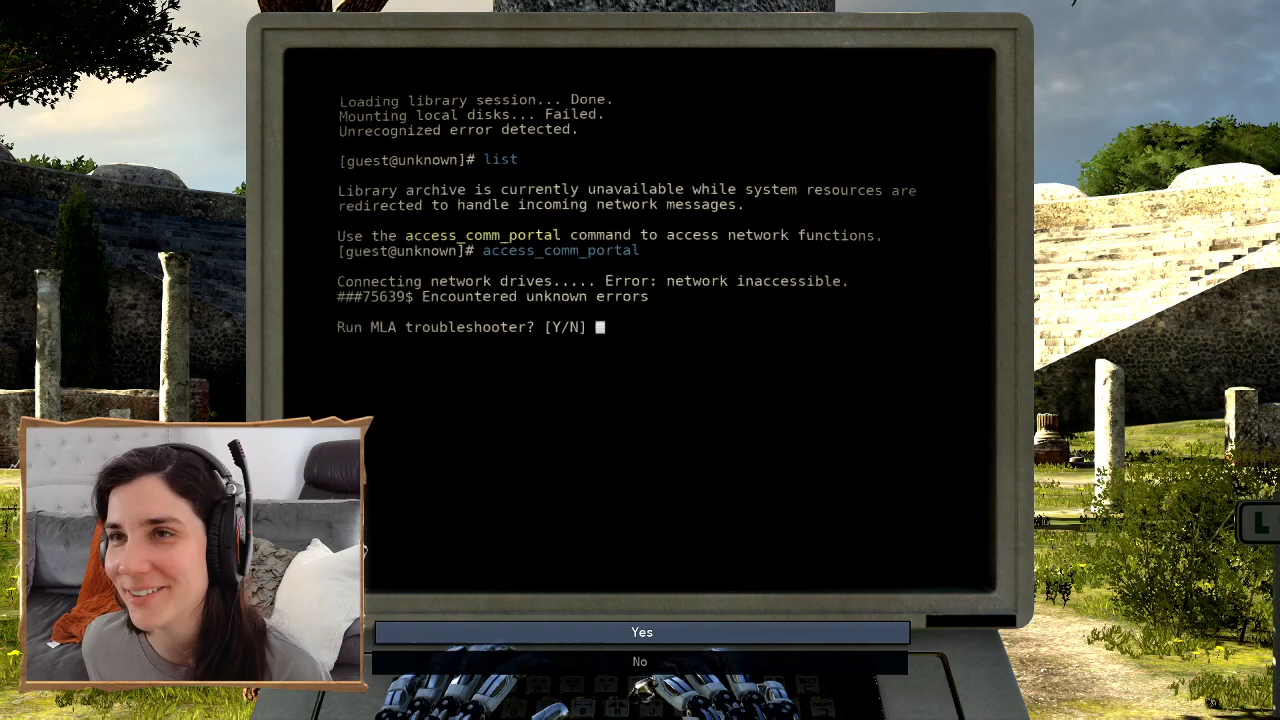 Loading library session... Done.
Mounting local disks... Failed.
Unrecognized error detected.
[guest@unknown]# list
Library archive is currently unavailable while system resources are
redirected to handle incoming network messages.
Use the access_comm_portal command to access network functions.
[guest@unknown]# access_comm_portal
Connecting network drives..... Error: network inaccessible.
###75639$ Encountered unknown errors
Run MLA troubleshooter? [Y/N]
L
Yes
No